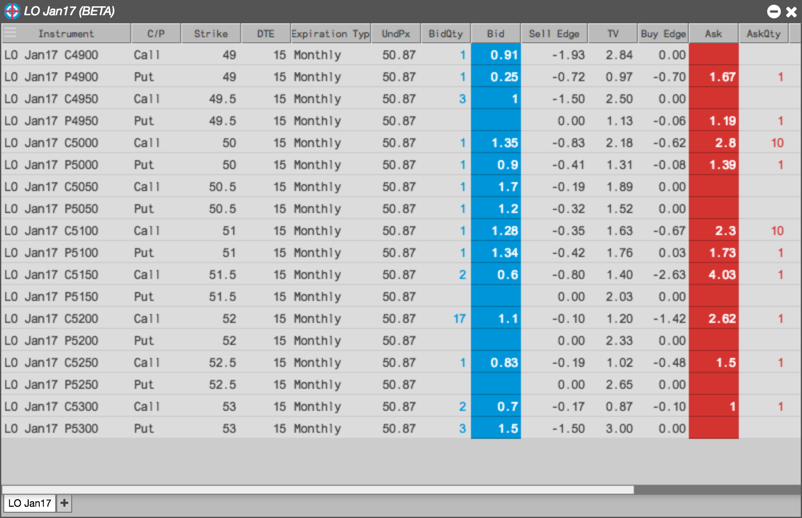 LO Jan17 (BETA)
Instrument C/P Strike DTE Expiration Typ UndPx BidQty Bid Sell Edge TV Buy Edge Ask AskQty
LO Jan17 C4900 Call 49 15 Monthly 50.87 1 0.91 -1.93 2.84 0.00
LO Jan17 P4900 Put 49 15 Monthly 50.87 1 0.25 -0.72 0.97 -0.70 1.67 1
LO Jan17 C4950 Call 49.5 15 Monthly 50.87 3 1 -1.50 2.50 0.00
LO Jan17 P4950 Put 49.5 15 Monthly 50.87 0.00 1.13 -0.06 1.19 1
LO Jan17 C5000 Call 50 15 Monthly 50.87 1 1.35 -0.83 2.18 -0.62 2.8 10
LO Jan17 P5000 Put 50 15 Monthly 50.87 1 0.9 -0.41 1.31 -0.08 1.39 1
LO Jan17 C5050 Call 50.5 15 Monthly 50.87 1 1.7 -0.19 1.89 0.00
LO Jan17 P5050 Put 50.5 15 Monthly 50.87 1 1.2 -0.32 1.52 0.00
LO Jan17 C5100 Call 51 15 Monthly 50.87 1 1.28 -0.35 1.63 -0.67 2.3 10
LO Jan17 P5100 Put 51 15 Monthly 50.87 1 1.34 -0.42 1.76 0.03 1.73 1
LO Jan17 C5150 Call 51.5 15 Monthly 50.87 2 0.6 -0.80 1.40 -2.63 4.03 1
LO Jan17 P5150 Put 51.5 15 Monthly 50.87 0.00 2.03 0.00
LO Jan17 C5200 Call 52 15 Monthly 50.87 17 1.1 -0.10 1.20 -1.42 2.62 1
LO Jan17 P5200 Put 52 15 Monthly 50.87 0.00 2.33 0.00
LO Jan17 C5250 Call 52.5 15 Monthly 50.87 1 0.83 -0.19 1.02 -0.48 1.5 1
LO Jan17 P5250 Put 52.5 15 Monthly 50.87 0.00 2.65 0.00
LO Jan17 C5300 Call 53 15 Monthly 50.87 2 0.7 -0.17 0.87 -0.10 1 1
LO Jan17 P5300 Put 53 15 Monthly 50.87 3 1.5 -1.50 3.00 0.00
LO Jan17 +